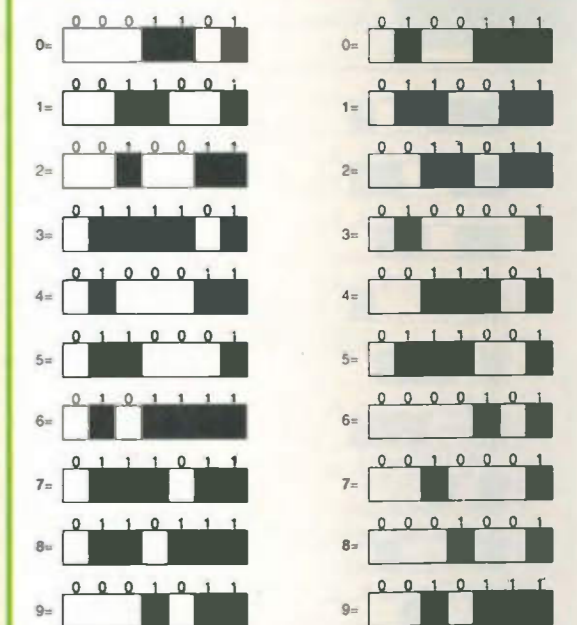 0 0 0 1 1 0 1
0=
0 0 1 1 0 0 1
1=
0 0 1 0 0 1 1
2=
0 1 1 1 1 0 1
3=
0 1 0 0 0 1 1
4=
0 1 1 0 0 0 1
5=
0 1 0 1 1 1 1
6=
0 1 1 1 0 1 1
7=
0 1 1 0 1 1 1
8=
0 0 0 1 0 1 1
9=
0 1 0 0 1 1 1
0=
0 1 1 0 0 1 1
1=
0 0 1 1 0 1 1
2=
0 1 0 0 0 0 1
3=
0 0 1 1 1 0 1
4=
0 1 1 1 0 0 1
5=
0 0 0 0 1 0 1
6=
0 0 1 0 0 0 1
7=
0 0 0 1 0 0 1
8=
0 0 1 0 1 1 1
9=